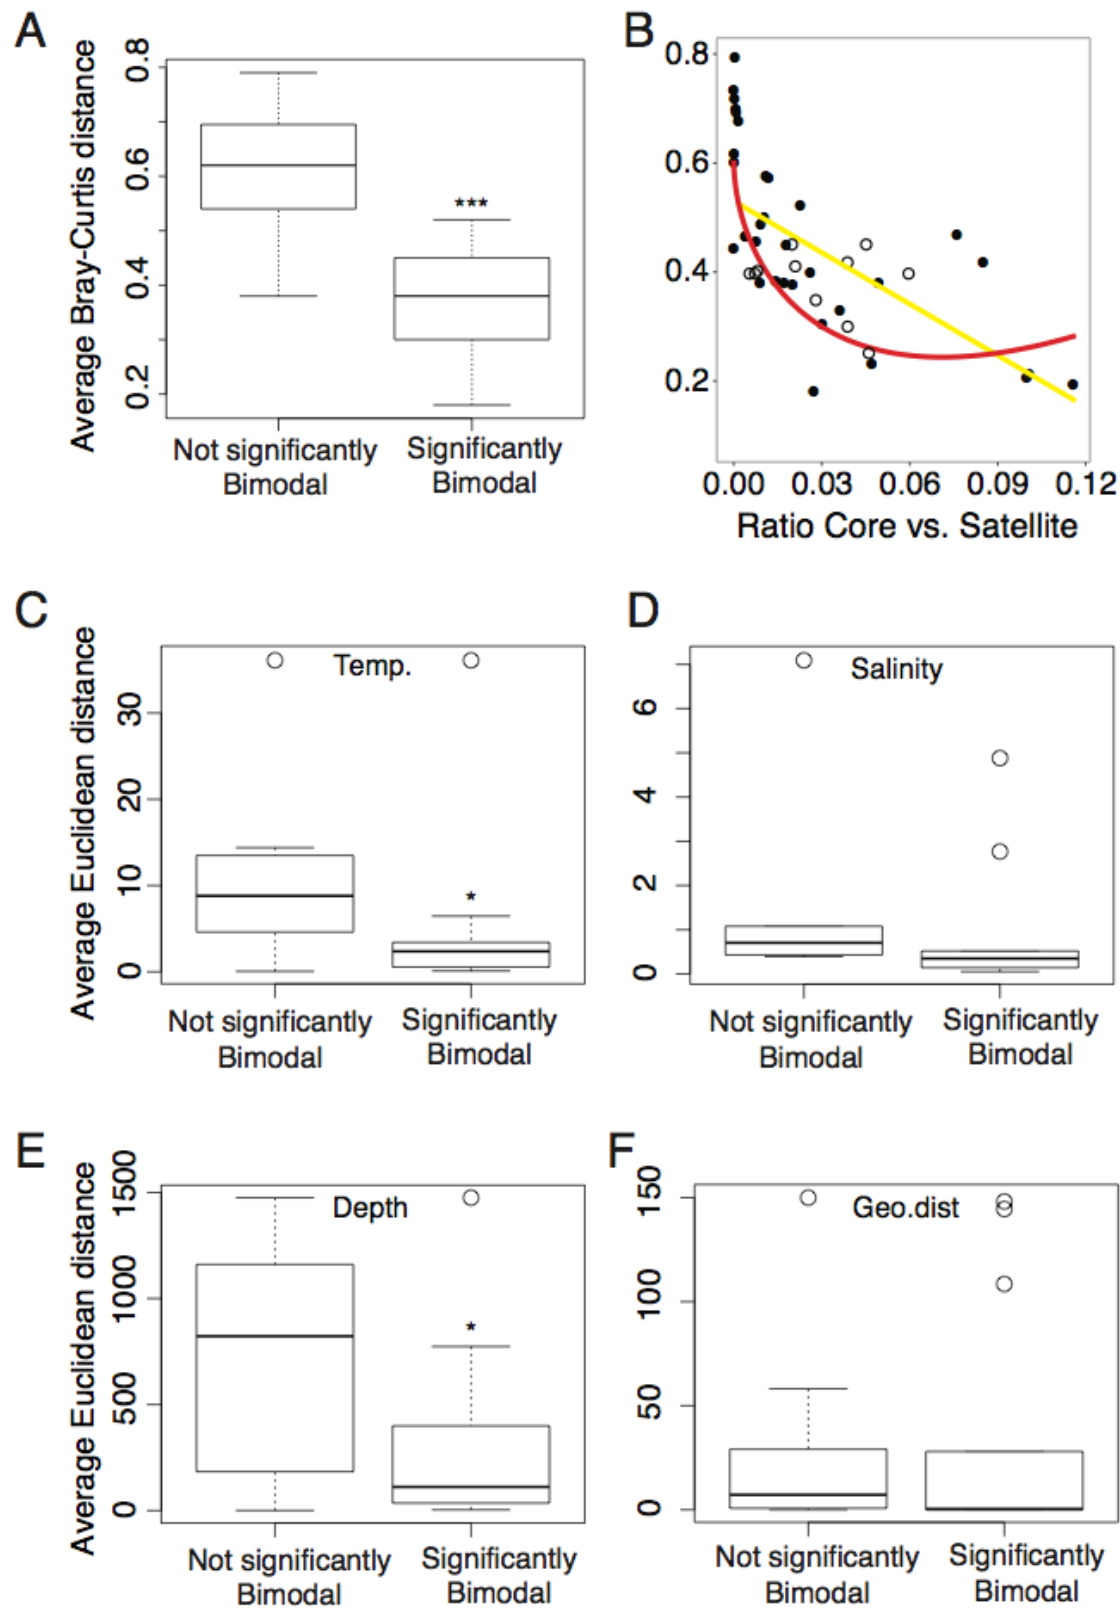 A
Average Bray-Curtis distance
0.8
0.6
0.4
0.2
***
Not significantly
Bimodal
Significantly
Bimodal
B
0.8
0.6
0.4
0.2
0.00 0.03 0.06 0.09 0.12
Ratio Core vs. Satellite
C
Average Euclidean distance
Temp.
30
20
10
0
*
Not significantly
Bimodal
Significantly
Bimodal
D
Salinity
6
4
2
0
Not significantly
Bimodal
Significantly
Bimodal
E
Average Euclidean distance
Depth
1500
1000
500
0
*
Not significantly
Bimodal
Significantly
Bimodal
F
Geo.dist
150
100
50
0
Not significantly
Bimodal
Significantly
Bimodal